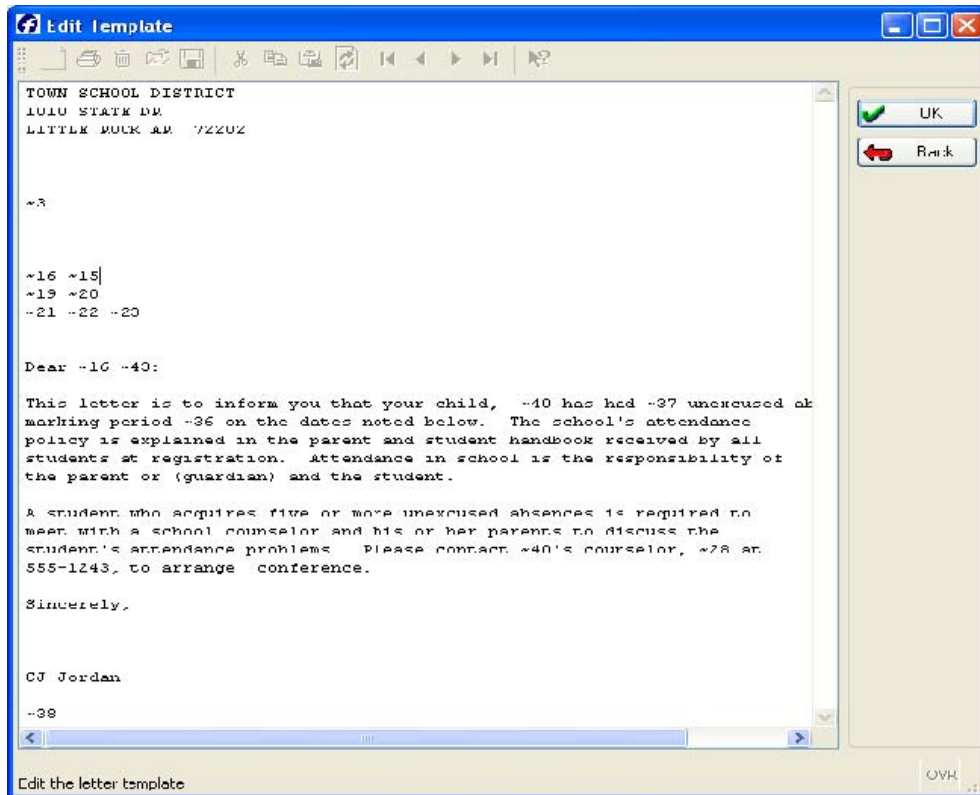 Edit Template
TOWN SCHOOL DISTRICT
1010 STATE DR
LITTLE ROCK AR 72202
OK
Back
~3
~16 ~15
~19 ~20
~21 ~22 ~23
Dear ~16 ~43:
This letter is to inform you that your child, ~40 has had ~37 unexcused ab
marking period ~36 on the dates noted below. The school's attendance
policy is explained in the parent and student handbook received by all
students at registration. Attendance in school is the responsibility of
the parent or (guardian) and the student.
A student who acquires five or more unexcused absences is required to
meet with a school counselor and his or her parents to discuss the
student's attendance problems. Please contact ~40's counselor, ~28 at
555-1243, to arrange conference.
Sincerely,
CJ Jordan
~38
Edit the letter template
OVR